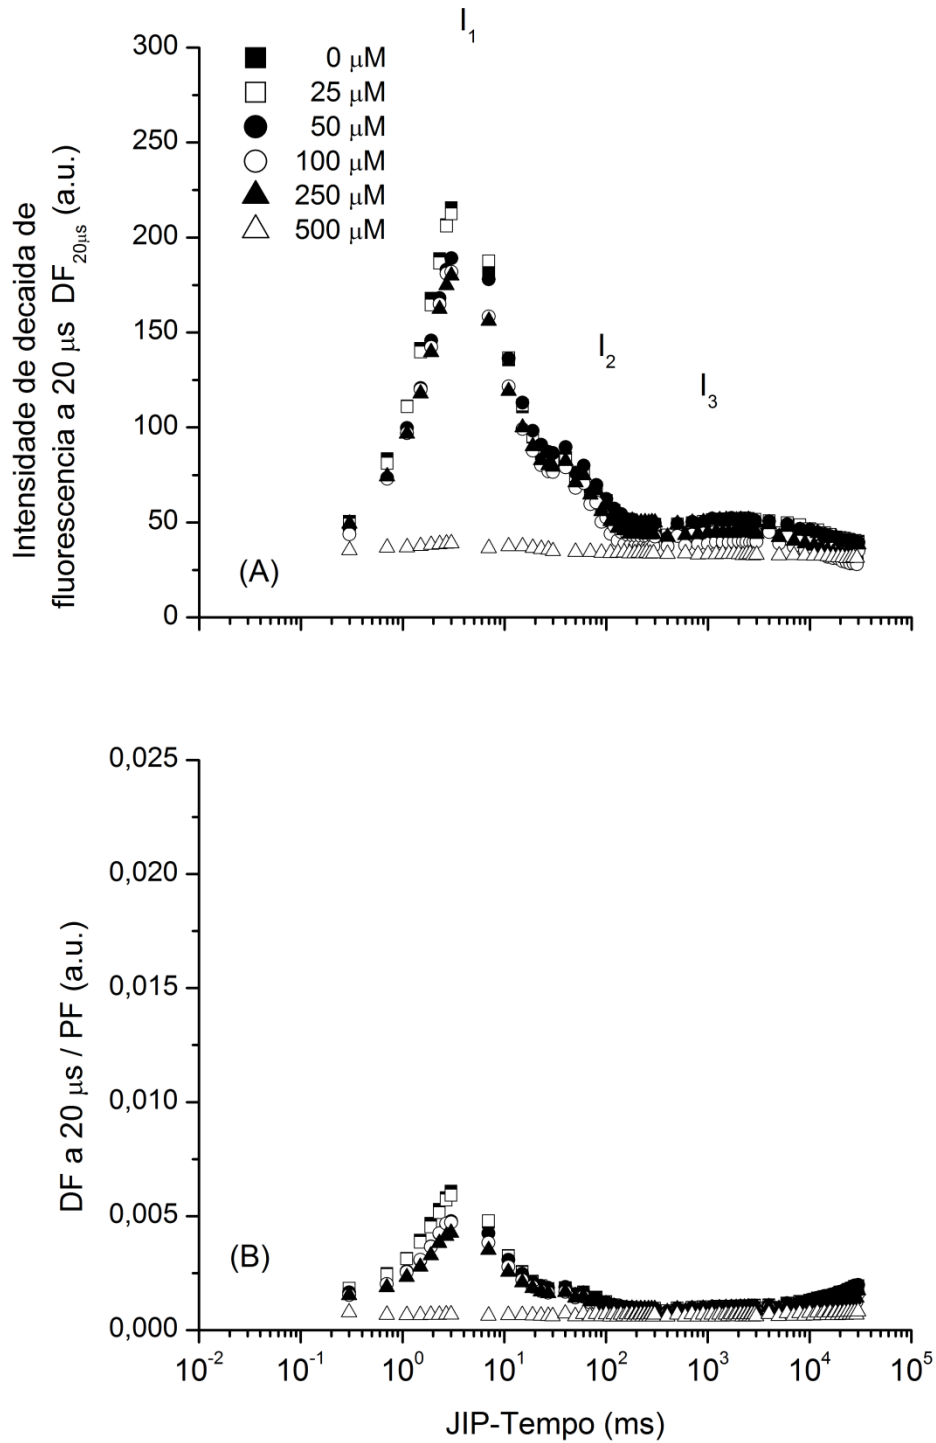 I₁
300
250
200
150
100
50
0
0 μM
25 μM
50 μM
100 μM
250 μM
500 μM
I₂
I₃
(A)
Intensidade de decaida de
fluorescencia a 20 μs DF₂₀μs (a.u.)
0,025
0,020
0,015
0,010
0,005
0,000
(B)
DF a 20 μs / PF (a.u.)
10⁻² 10⁻¹ 10⁰ 10¹ 10² 10³ 10⁴ 10⁵
JIP-Tempo (ms)